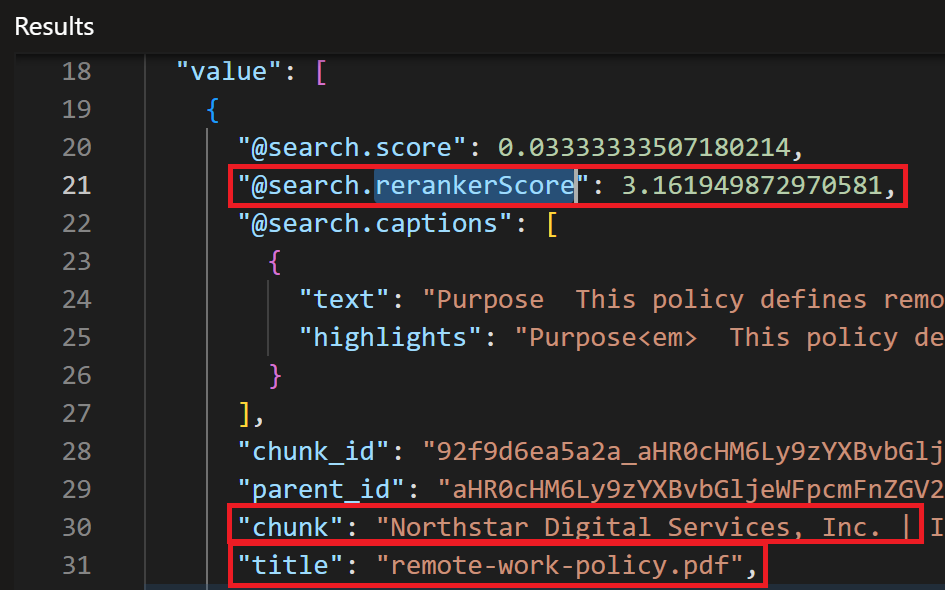 Results
18 "value": [
19 {
20 "@search.score": 0.03333333507180214,
21 "@search.rerankerScore": 3.161949872970581,
22 "@search.captions": [
23 {
24 "text": "Purpose  This policy defines remo
25 "highlights": "Purpose<em>  This policy de
26 }
27 ],
28 "chunk_id": "92f9d6ea5a2a_aHR0cHM6Ly9zYXBvbGlj
29 "parent_id": "aHR0cHM6Ly9zYXBvbGljeWFpcmFnZGV2
30 "chunk": "Northstar Digital Services, Inc. | I
31 "title": "remote-work-policy.pdf",